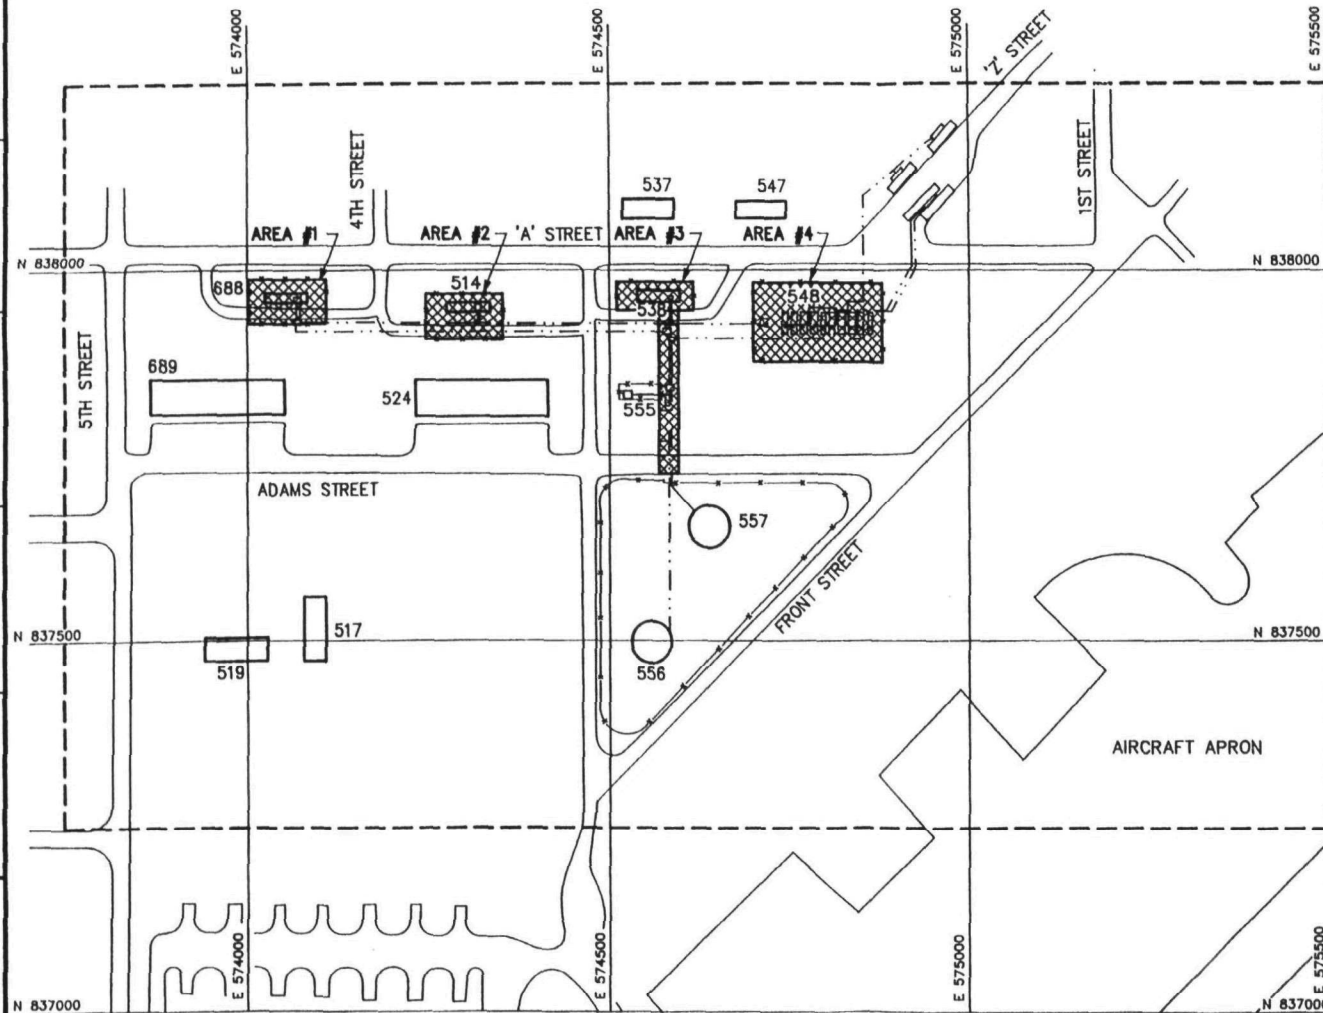 E 574000
E 574500
E 575000
E 575500
'Z' STREET
4TH STREET
1ST STREET
537
547
AREA #1
AREA #2
'A' STREET
AREA #3
AREA #4
N 838000
N 838000
688
514
548
5TH STREET
689
524
555
ADAMS STREET
557
FRONT STREET
N 837500
517
N 837500
519
556
AIRCRAFT APRON
E 574000
E 574500
E 575000
E 575500
N 837000
N 837000